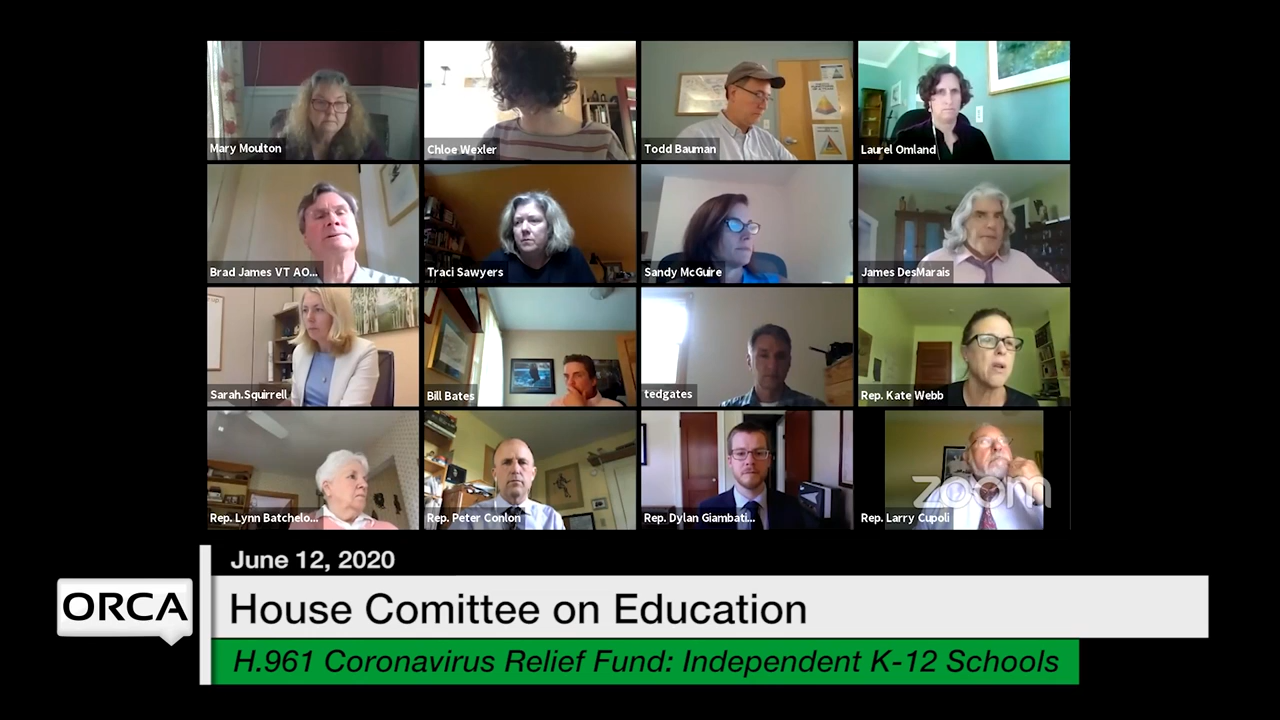 Mary Moulton
Chloe Wexler
Todd Bauman
Laurel Omland
Brad James VT AO...
Traci Sawyers
Sandy McGuire
James DesMarais
Sarah.Squirrell
Bill Bates
tedgates
Rep. Kate Webb
Rep. Lynn Batchelo...
Rep. Peter Conlon
Rep. Dylan Giambati...
Rep. Larry Cupoli
zoom
June 12, 2020
ORCA
House Comittee on Education
H.961 Coronavirus Relief Fund: Independent K-12 Schools